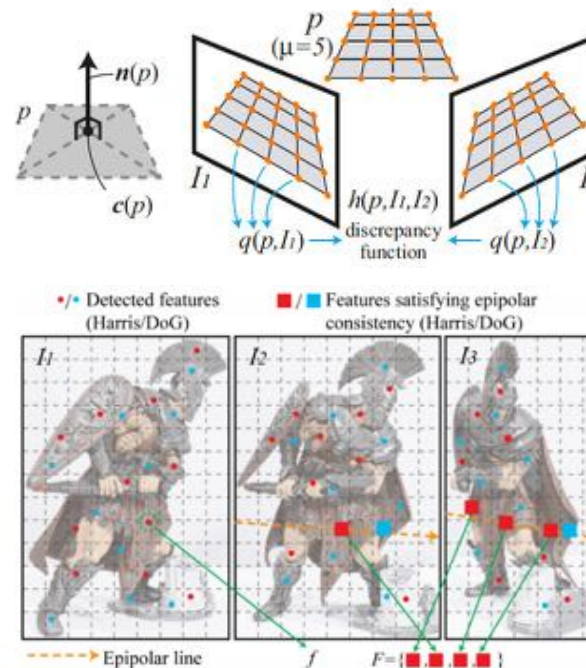 p
(μ=5)
n(p)
p
c(p)
I1
I
h(p,I1,I2)
discrepancy
function
q(p,I1)
q(p,I2)
/ Detected features
(Harris/DoG)
/ Features satisfying epipolar
consistency (Harris/DoG)
I1
I2
I3
Epipolar line
f
F={ , , , }